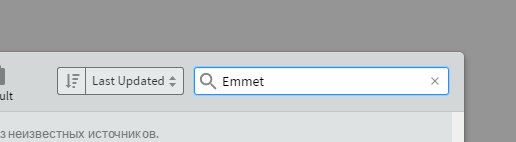 Last Updated
Emmet
ult
з неизвестных источников.